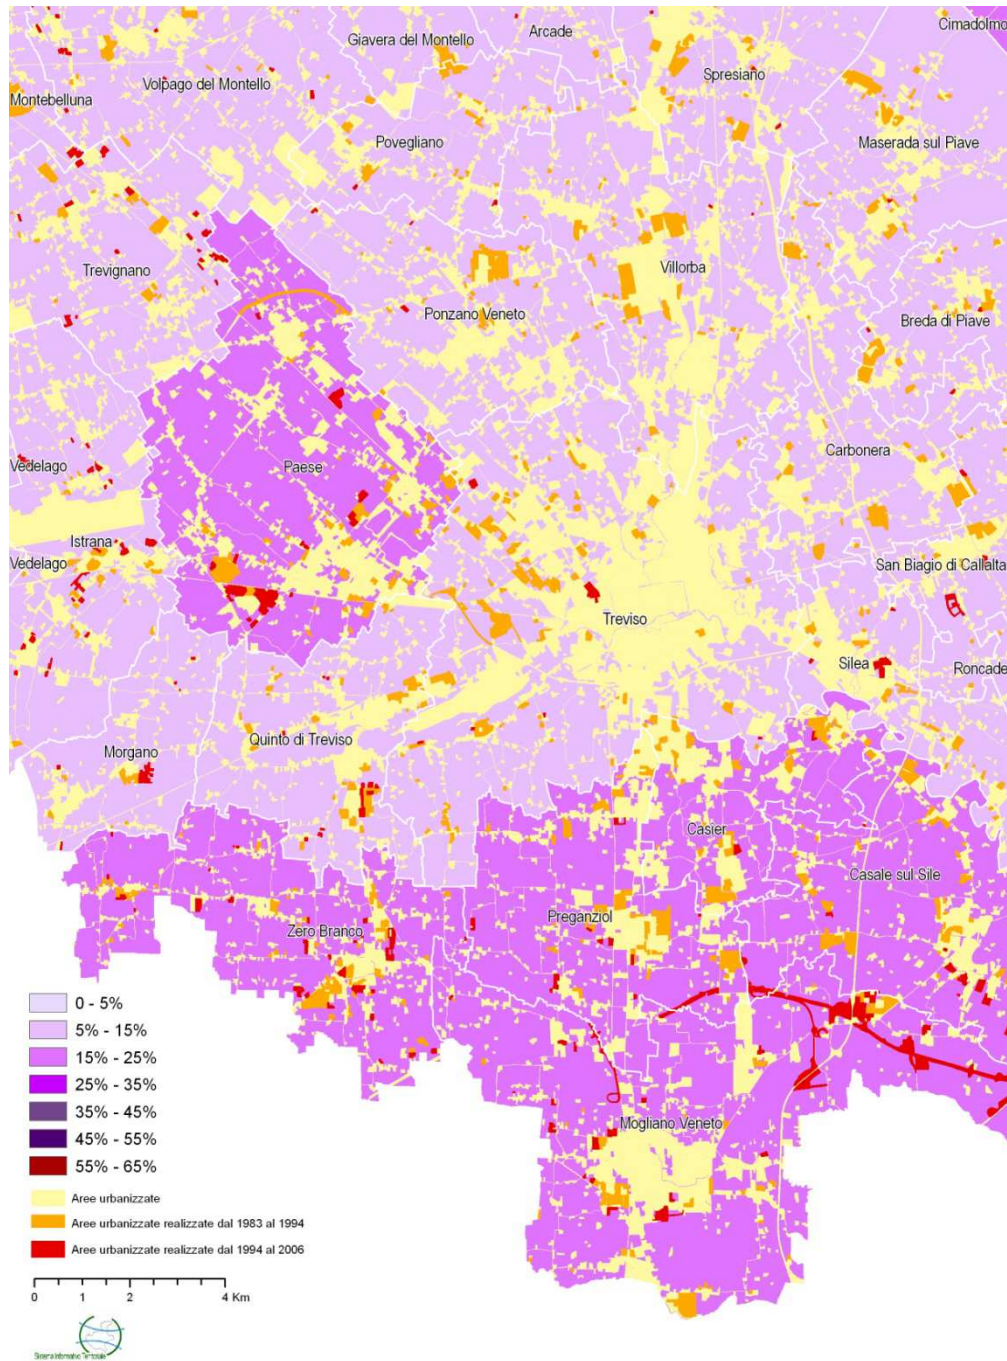 Cimadolmo
Arcade
Giavera del Montello
Spresiano
Volpago del Montello
Montebelluna
Povegliano
Maserada sul Piave
Trevignano
Villorba
Ponzano Veneto
Breda di Piave
Carbonera
Vedelago
Paese
Istrana
Vedelago
San Biagio di Callalta
Treviso
Silea
Roncade
Quinto di Treviso
Morgano
Casier
Casale sul Sile
Preganziol
Zero Branco
Mogliano Veneto
0 - 5%
5% - 15%
15% - 25%
25% - 35%
35% - 45%
45% - 55%
55% - 65%
Aree urbanizzate
Aree urbanizzate realizzate dal 1983 al 1994
Aree urbanizzate realizzate dal 1994 al 2006
0 1 2 4 Km
Sistema Informativo Territoriale